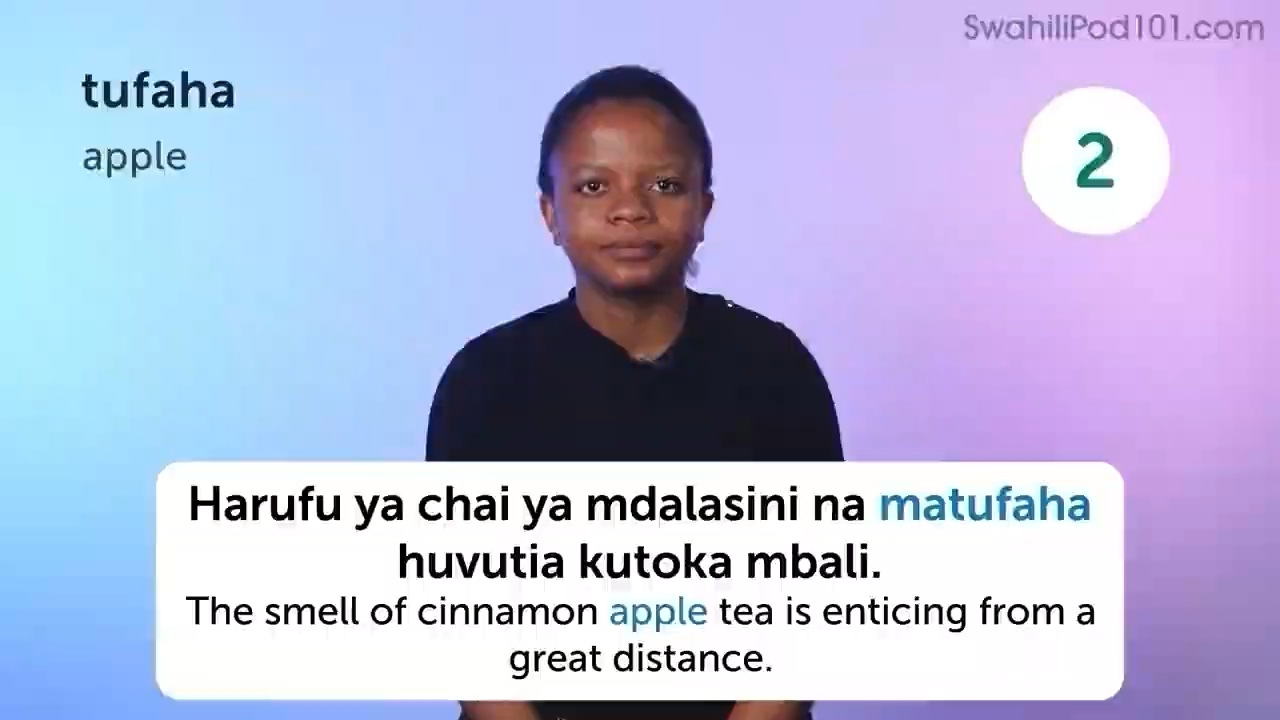 SwahiliPod101.com
tufaha
apple
2
Harufu ya chai ya mdalasini na matufaha
huvutia kutoka mbali.
The smell of cinnamon apple tea is enticing from a
great distance.